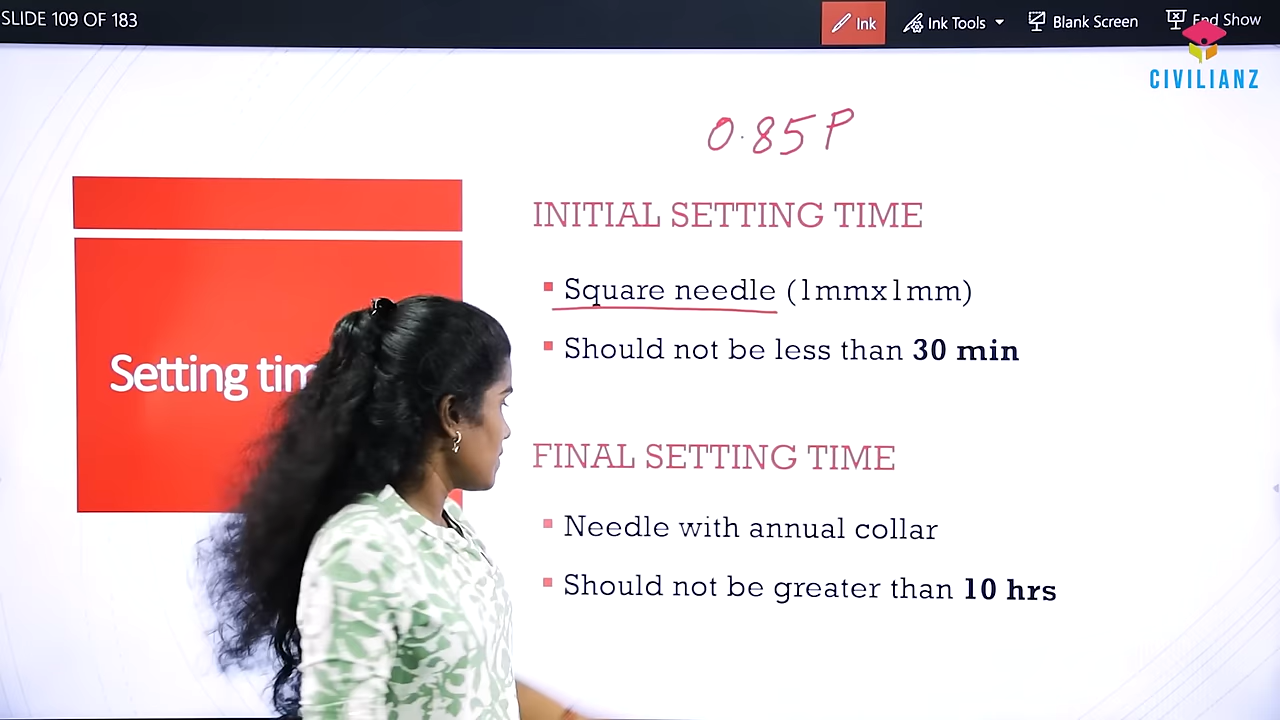 SLIDE 109 OF 183
Ink
Ink Tools
Blank Screen
End Show
CIVILIANZ
0.85P
INITIAL SETTING TIME
Square needle (1mmx1mm)
Should not be less than 30 min
Setting tim
FINAL SETTING TIME
Needle with annual collar
Should not be greater than 10 hrs